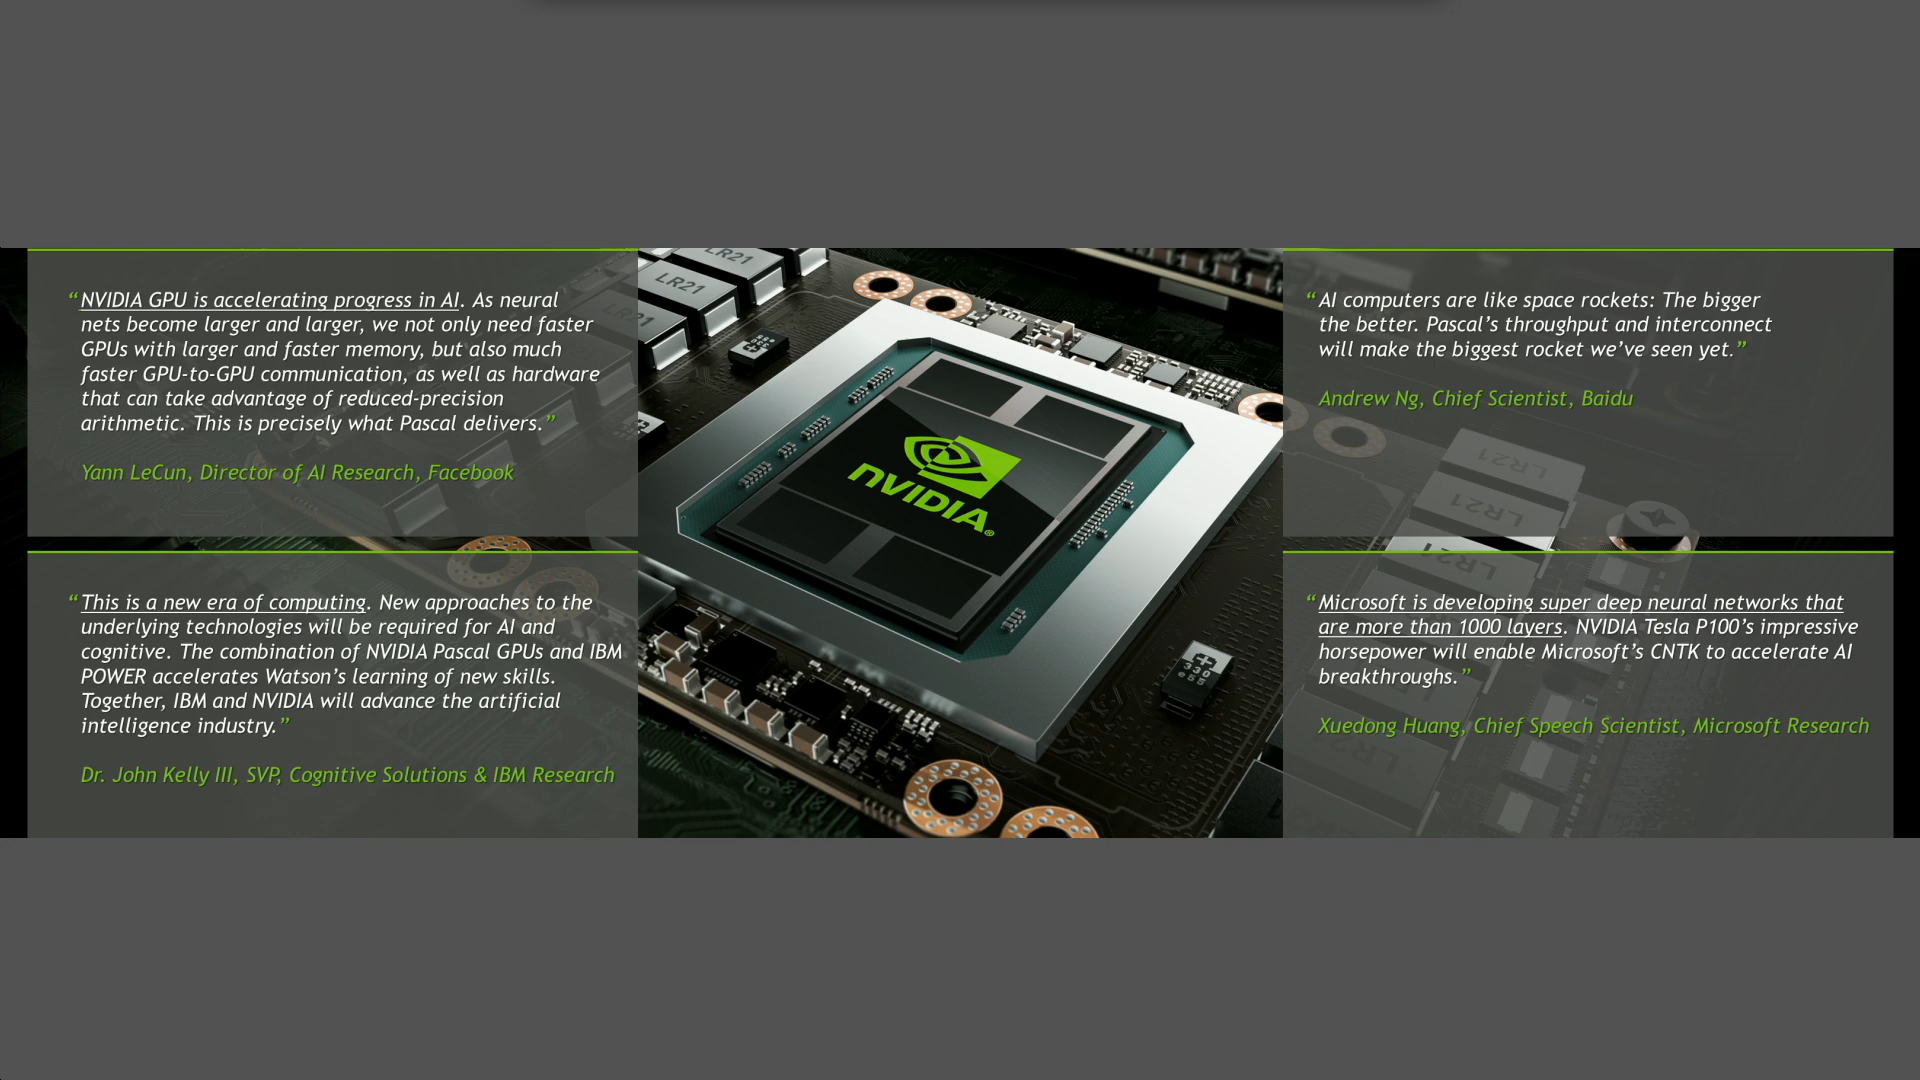 “NVIDIA GPU is accelerating progress in AI. As neural
nets become larger and larger, we not only need faster
GPUs with larger and faster memory, but also much
faster GPU-to-GPU communication, as well as hardware
that can take advantage of reduced-precision
arithmetic. This is precisely what Pascal delivers.”
Yann LeCun, Director of AI Research, Facebook
“This is a new era of computing. New approaches to the
underlying technologies will be required for AI and
cognitive. The combination of NVIDIA Pascal GPUs and IBM
POWER accelerates Watson’s learning of new skills.
Together, IBM and NVIDIA will advance the artificial
intelligence industry.”
Dr. John Kelly III, SVP, Cognitive Solutions & IBM Research
LR21
LR21
LR21
NVIDIA®
“AI computers are like space rockets: The bigger
the better. Pascal’s throughput and interconnect
will make the biggest rocket we’ve seen yet.”
Andrew Ng, Chief Scientist, Baidu
LR21
LR21
LR21
“Microsoft is developing super deep neural networks that
are more than 1000 layers. NVIDIA Tesla P100’s impressive
horsepower will enable Microsoft’s CNTK to accelerate AI
breakthroughs.”
Xuedong Huang, Chief Speech Scientist, Microsoft Research